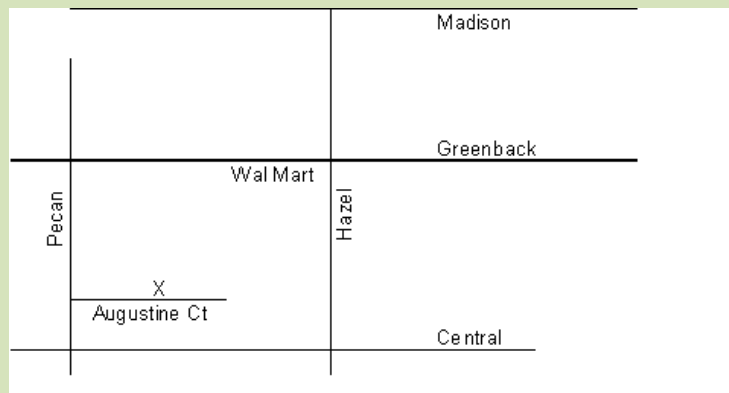 Madison
Greenback
Wal Mart
Pecan
Hazel
X
Augustine Ct
Central